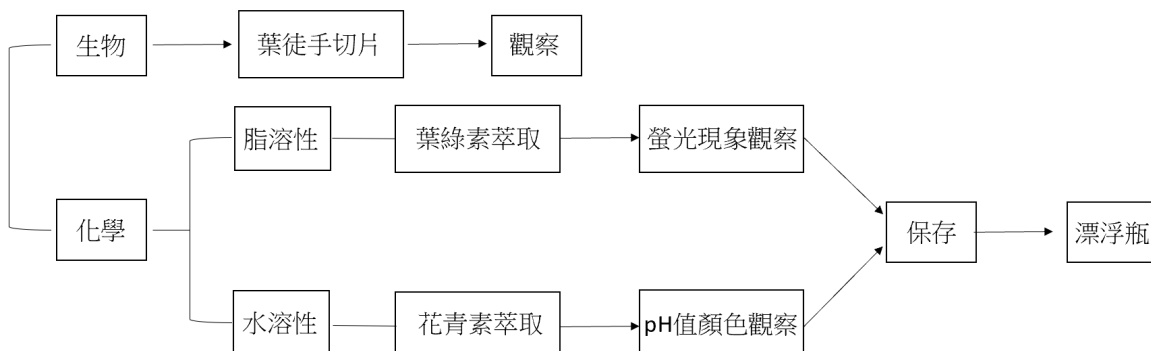 生物
葉徒手切片
觀察
脂溶性
葉綠素萃取
螢光現象觀察
化學
保存
漂浮瓶
水溶性
花青素萃取
pH值顏色觀察